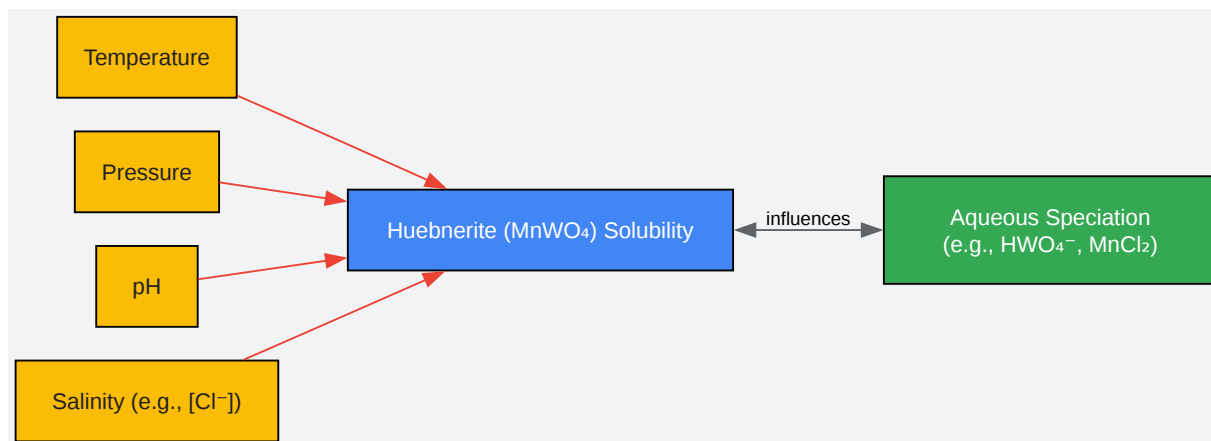 Temperature
Pressure
pH
Salinity (e.g., [Cl⁻])
Huebnerite (MnWO₄) Solubility
influences
Aqueous Speciation
(e.g., HWO₄⁻, MnCl₂)